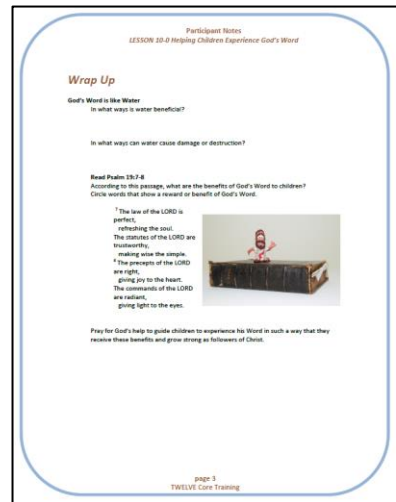 Participant Notes
LESSON 10-0 Helping Children Experience God's Word
Wrap Up
God's Word is like Water
In what ways is water beneficial?
In what ways can water cause damage or destruction?
Read Psalm 19:7-8
According to this passage, what are the benefits of God's Word to children?
Circle words that show a reward or benefit of God's Word.
7 The law of the LORD is
perfect,
refreshing the soul.
The statutes of the LORD are
trustworthy,
making wise the simple.
8 The precepts of the LORD
are right,
giving joy to the heart.
The commands of the LORD
are radiant,
giving light to the eyes.
Pray for God's help to guide children to experience his Word in such a way that they
receive these benefits and grow strong as followers of Christ.
page 3
TWELVE Core Training